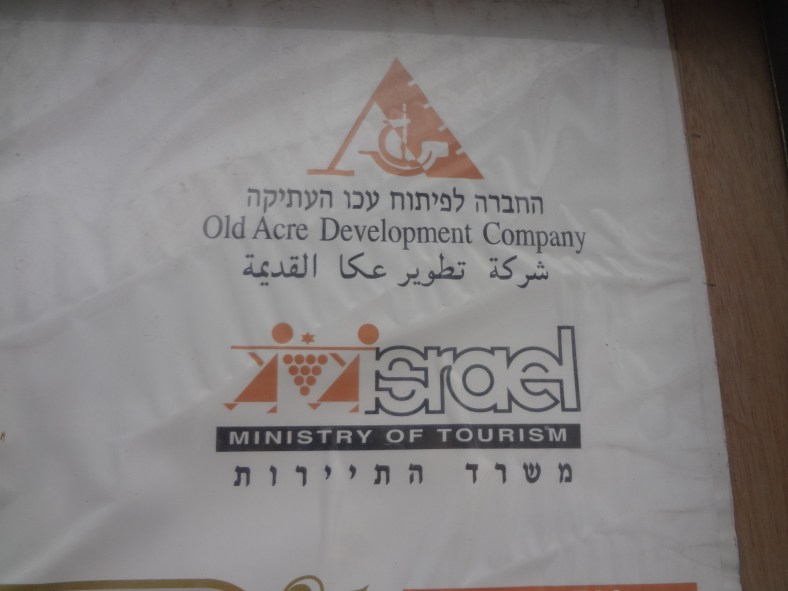 החברה לפיתוח עכו העתיקה
Old Acre Development Company
شركة تطوير عكا القديمة
israel
MINISTRY OF TOURISM
משרד התיירות